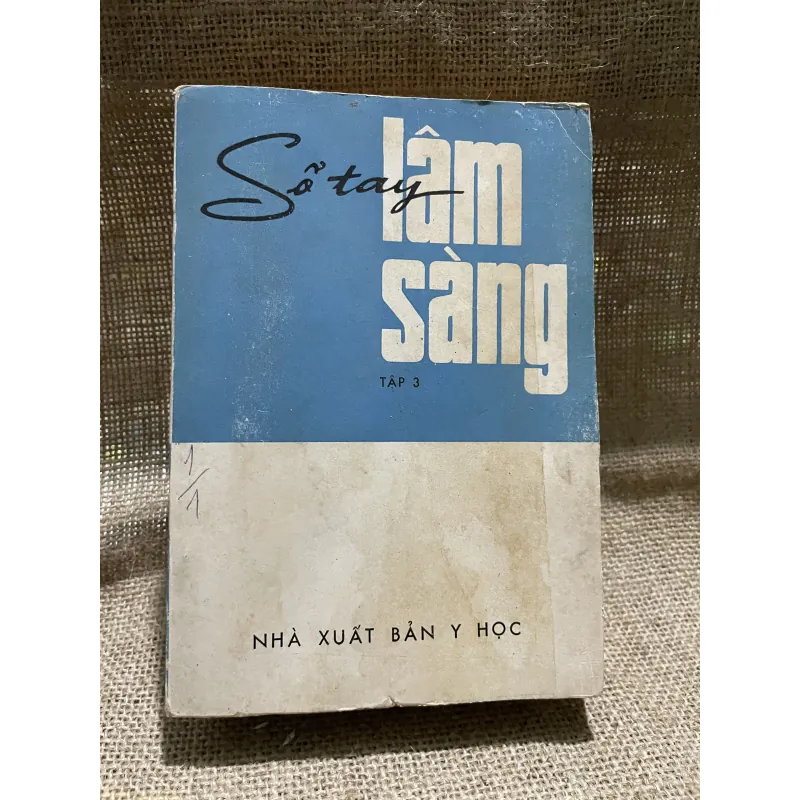 Sổ tay
lâm
sàng
TẬP 3
1/1
NHÀ XUẤT BẢN Y HỌC